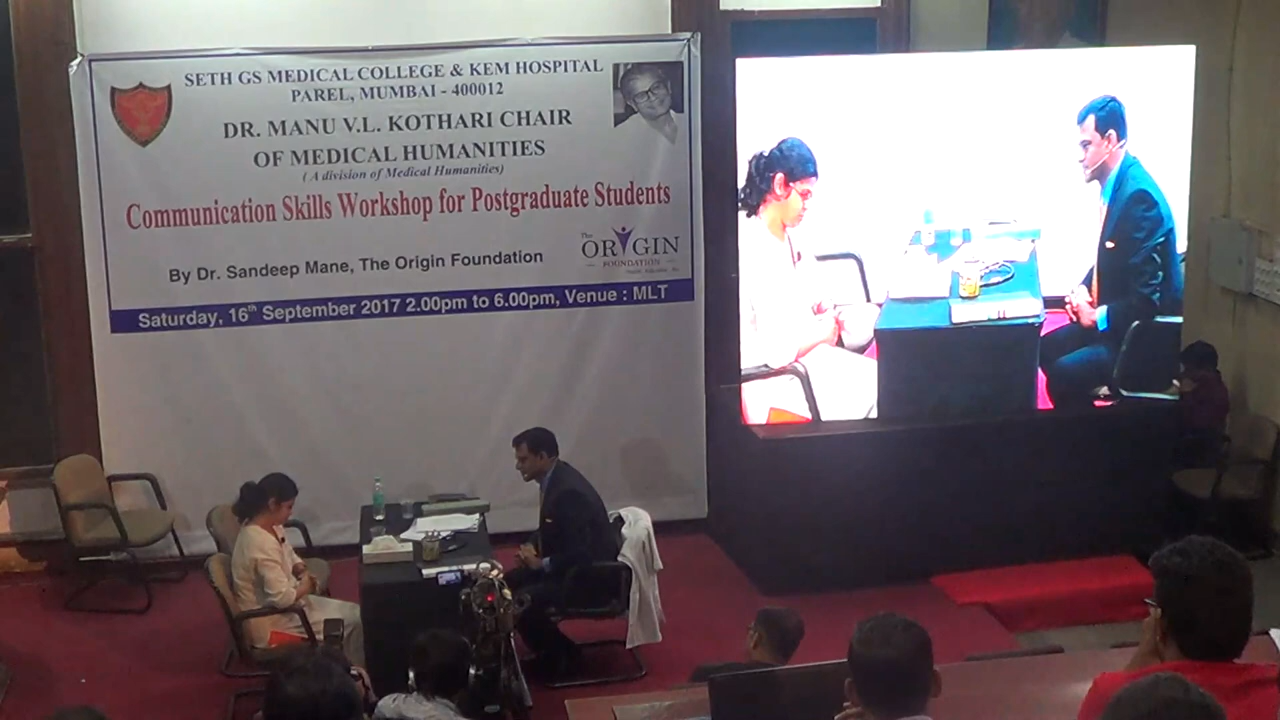 SETH GS MEDICAL COLLEGE & KEM HOSPITAL
PAREL, MUMBAI - 400012
DR. MANU V.L. KOTHARI CHAIR
OF MEDICAL HUMANITIES
( A division of Medical Humanities)
Communication Skills Workshop for Postgraduate Students
The
ORIGIN
FOUNDATION
By Dr. Sandeep Mane, The Origin Foundation
Saturday, 16th September 2017 2.00pm to 6.00pm, Venue : MLT